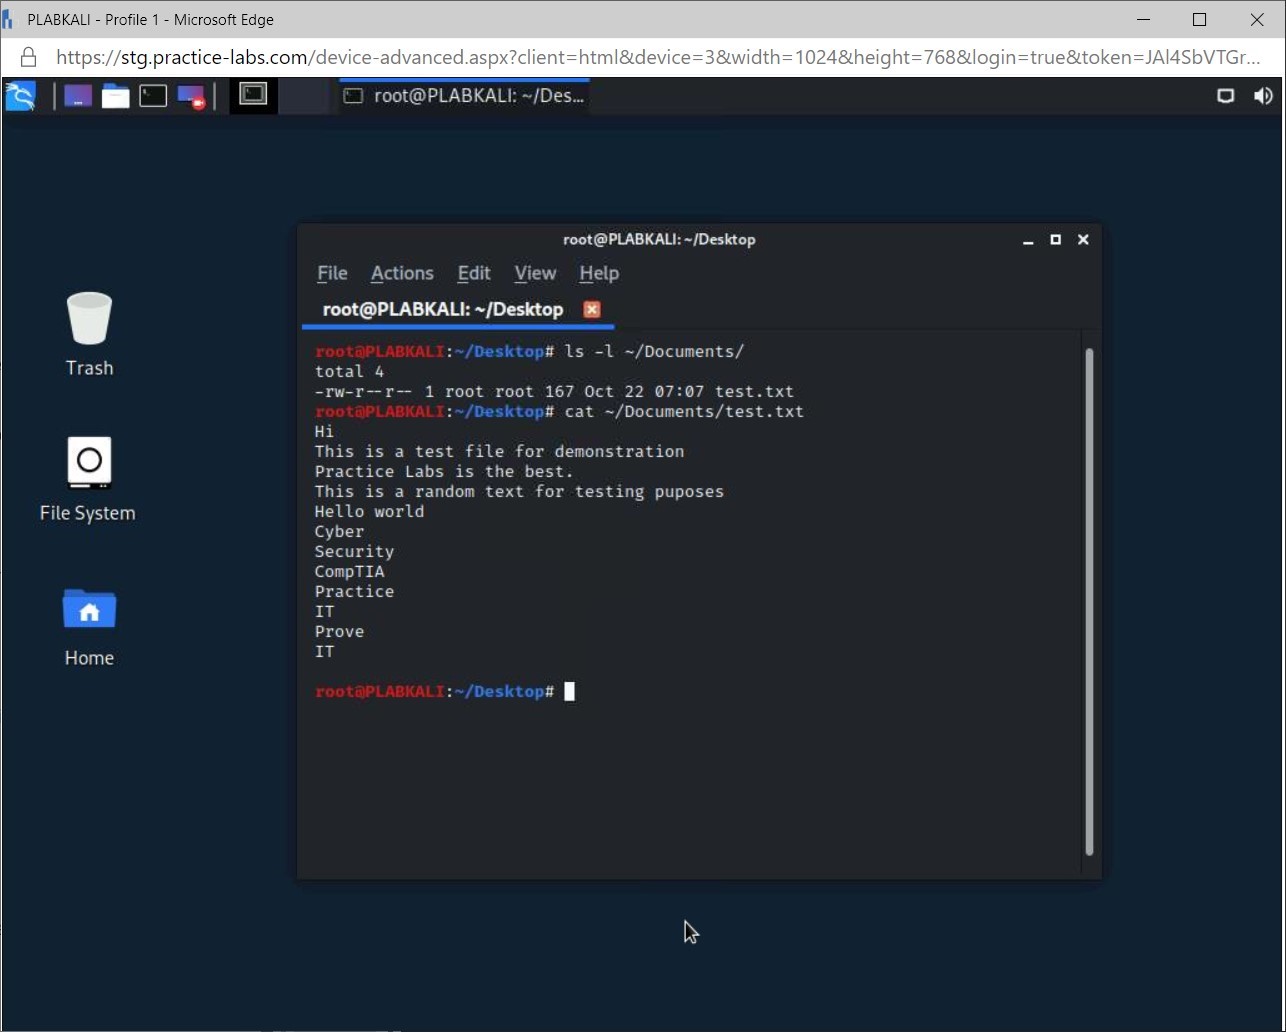 PLABKALI - Profile 1 - Microsoft Edge
https://stg.practice-labs.com/device-advanced.aspx?client=html&device=3&width=1024&height=768&login=true&token=JAl4SbVTGr...
root@PLABKALI: ~/Des...
root@PLABKALI: ~/Desktop
File Actions Edit View Help
root@PLABKALI: ~/Desktop
root@PLABKALI:~/Desktop# ls -l ~/Documents/
total 4
-rw-r--r-- 1 root root 167 Oct 22 07:07 test.txt
root@PLABKALI:~/Desktop# cat ~/Documents/test.txt
Hi
This is a test file for demonstration
Practice Labs is the best.
This is a random text for testing puposes
Hello world
Cyber
Security
CompTIA
Practice
IT
Prove
IT
root@PLABKALI:~/Desktop#
Trash
File System
Home